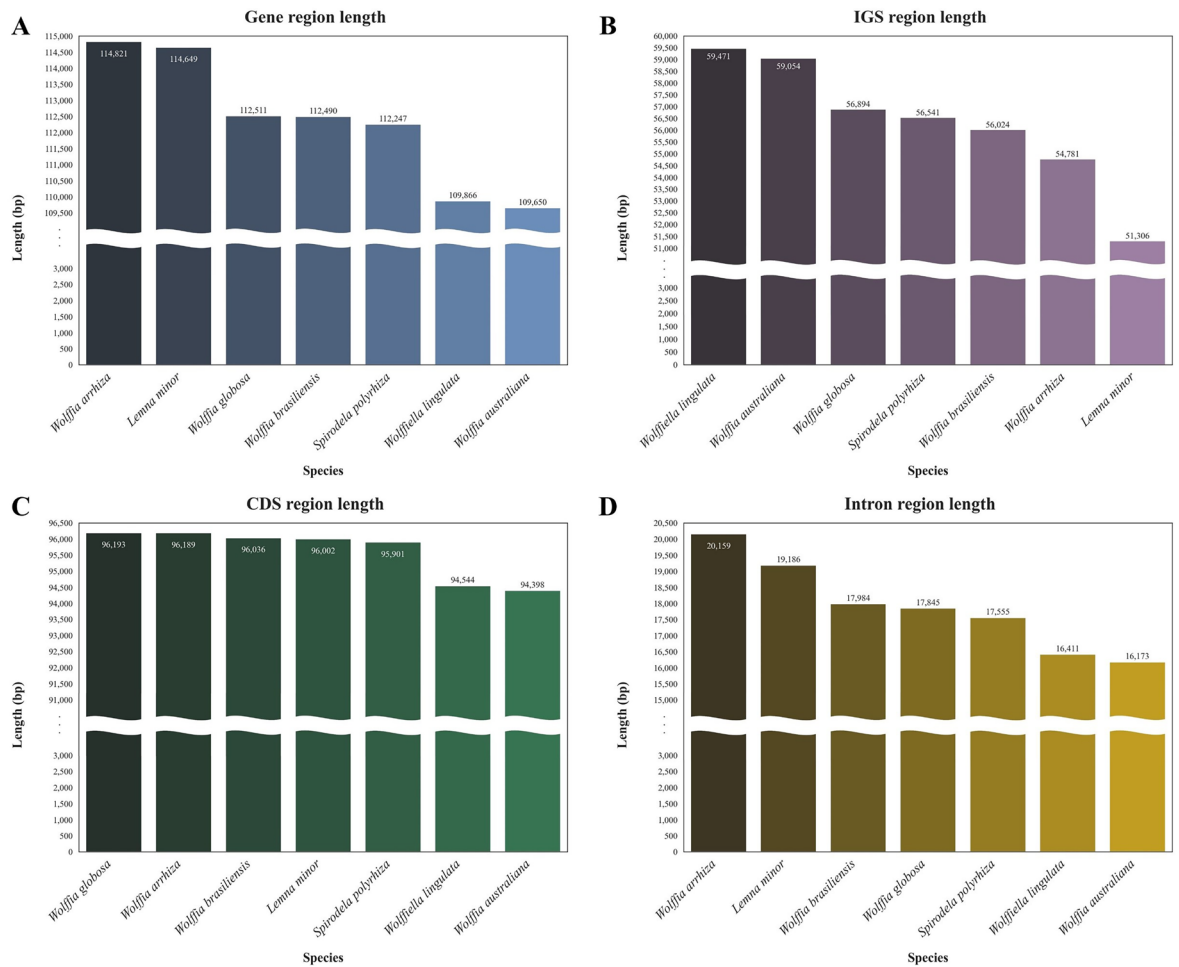 A
Gene region length
Length (bp)
115,000
114,500
114,000
113,500
113,000
112,500
112,000
111,500
111,000
110,500
110,000
109,500
.
.
.
3,000
2,500
2,000
1,500
1,000
500
0
114,821
114,649
112,511
112,490
112,247
109,866
109,650
Wolffia arrhiza
Lemna minor
Wolffia globosa
Wolffia brasiliensis
Spirodela polyrhiza
Wolffiella lingulata
Wolffia australiana
Species
B
IGS region length
Length (bp)
60,000
59,500
59,000
58,500
58,000
57,500
57,000
56,500
56,000
55,500
55,000
54,500
54,000
53,500
53,000
52,500
52,000
51,500
51,000
.
.
.
3,000
2,500
2,000
1,500
1,000
500
0
59,471
59,054
56,894
56,541
56,024
54,781
51,306
Wolffiella lingulata
Wolffia australiana
Wolffia globosa
Spirodela polyrhiza
Wolffia brasiliensis
Wolffia arrhiza
Lemna minor
Species
C
CDS region length
Length (bp)
96,500
96,000
95,500
95,000
94,500
94,000
93,500
93,000
92,500
92,000
91,500
91,000
.
.
.
3,000
2,500
2,000
1,500
1,000
500
0
96,193
96,189
96,036
96,002
95,901
94,544
94,398
Wolffia globosa
Wolffia arrhiza
Wolffia brasiliensis
Lemna minor
Spirodela polyrhiza
Wolffiella lingulata
Wolffia australiana
Species
D
Intron region length
Length (bp)
20,500
19,500
19,000
18,500
18,000
17,500
17,000
16,500
16,000
15,500
15,000
.
.
.
3,000
2,500
2,000
1,500
1,000
500
0
20,159
19,186
17,984
17,845
17,555
16,411
16,173
Wolffia arrhiza
Lemna minor
Wolffia brasiliensis
Wolffia globosa
Spirodela polyrhiza
Wolffiella lingulata
Wolffia australiana
Species